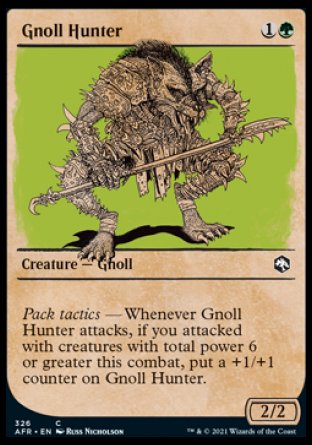 Gnoll Hunter 1
Creature — Gnoll
Pack tactics — Whenever Gnoll
Hunter attacks, if you attacked
with creatures with total power 6
or greater this combat, put a +1/+1
counter on Gnoll Hunter.
2/2
326 C
AFR • EN Russ Nicholson
™ & © 2021 Wizards of the Coast